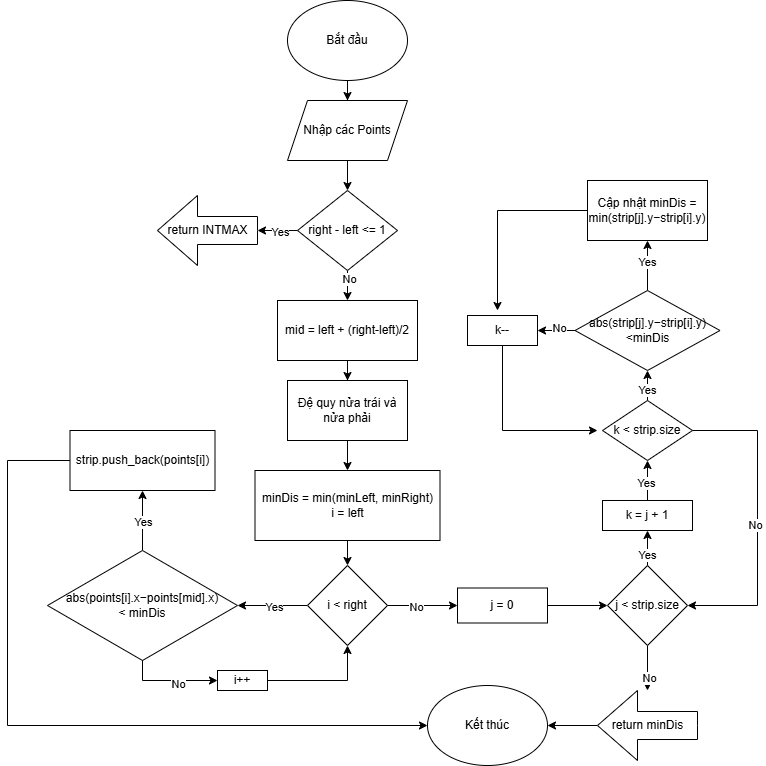 Bắt đầu
Nhập các Points
right - left <= 1
Yes
return INTMAX
No
mid = left + (right-left)/2
Đệ quy nửa trái và
nửa phải
minDis = min(minLeft, minRight)
i = left
i < right
Yes
abs(points[i].x−points[mid].x)
< minDis
Yes
strip.push_back(points[i])
No
i++
No
j = 0
j < strip.size
Yes
k = j + 1
Yes
k < strip.size
Yes
abs(strip[j].y−strip[i].y)
<minDis
Yes
Cập nhật minDis =
min(strip[j].y−strip[i].y)
No
k--
No
No
return minDis
Kết thúc